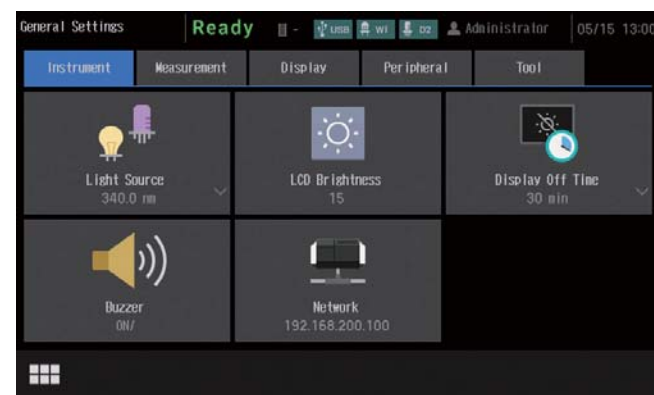 General Settings Ready - USB WI D2 Administrator 05/15 13:00
Instrument Measurement Display Peripheral Tool
Light Source
340.0 nm
LCD Brightness
15
Display Off Time
30 min
Buzzer
ON/
Network
192.168.200.100